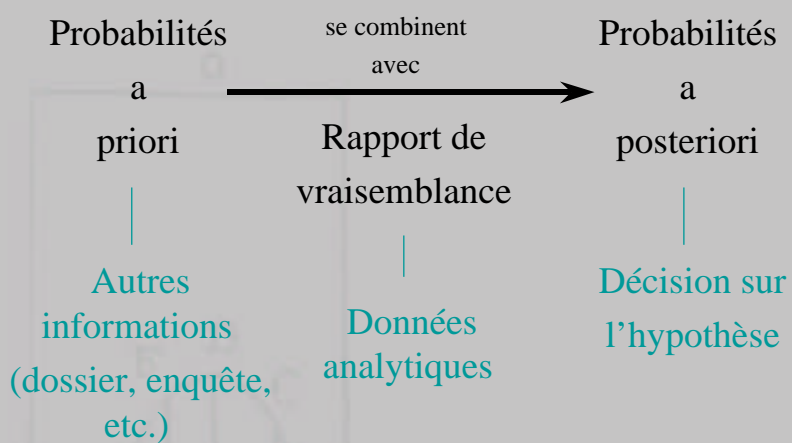 Probabilités
a
priori
se combinent
avec
Rapport de
vraisemblance
Probabilités
a
posteriori
Autres
informations
(dossier, enquête,
etc.)
Données
analytiques
Décision sur
l’hypothèse